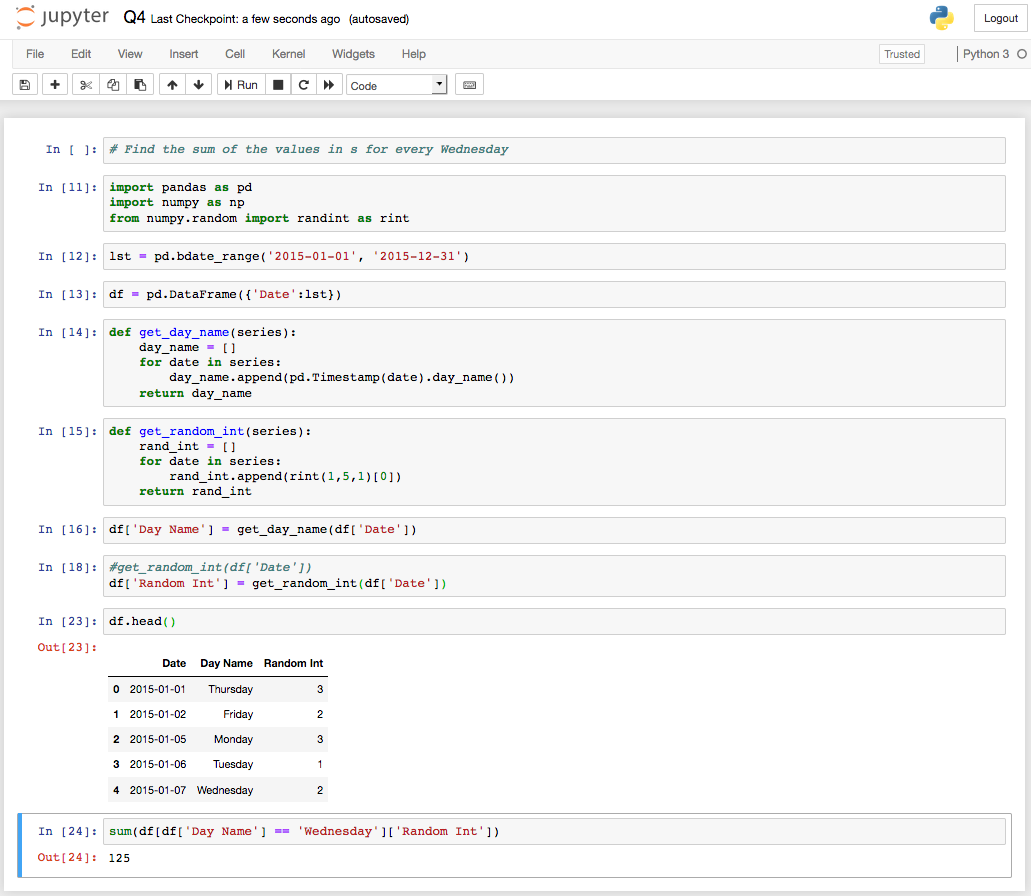 jupyter Q4 Last Checkpoint: a few seconds ago (autosaved) Logout
File Edit View Insert Cell Kernel Widgets Help Trusted Python 3
Run Code
In [ ]: # Find the sum of the values in s for every Wednesday
In [11]: import pandas as pd
import numpy as np
from numpy.random import randint as rint
In [12]: lst = pd.bdate_range('2015-01-01', '2015-12-31')
In [13]: df = pd.DataFrame({'Date':lst})
In [14]: def get_day_name(series):
    day_name = []
    for date in series:
        day_name.append(pd.Timestamp(date).day_name())
    return day_name
In [15]: def get_random_int(series):
    rand_int = []
    for date in series:
        rand_int.append(rint(1,5,1)[0])
    return rand_int
In [16]: df['Day Name'] = get_day_name(df['Date'])
In [18]: #get_random_int(df['Date'])
df['Random Int'] = get_random_int(df['Date'])
In [23]: df.head()
Out[23]:
Date Day Name Random Int
0 2015-01-01 Thursday 3
1 2015-01-02 Friday 2
2 2015-01-05 Monday 3
3 2015-01-06 Tuesday 1
4 2015-01-07 Wednesday 2
In [24]: sum(df[df['Day Name'] == 'Wednesday']['Random Int'])
Out[24]: 125